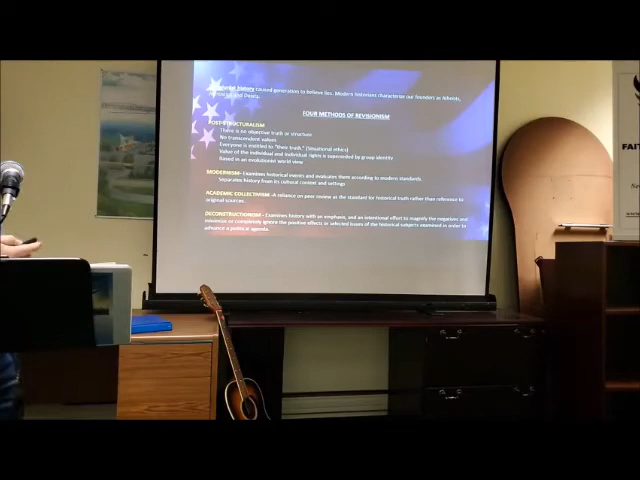 history caused generation to believe lies. Modern historians characterize our founders as Atheists,
and Deists.
FOUR METHODS OF REVISIONISM
POST-STRUCTURALISM
There is no objective truth or structure
No transcendent values
Everyone is entitled to "their truth." (Situational ethics)
Value of the individual and individual rights is superseded by group identity
Based in an evolutionist world view
MODERNISM- Examines historical events and evaluates them according to modern standards.
Separates history from its cultural context and settings
ACADEMIC COLLECTIVISM -A reliance on peer review as the standard for historical truth rather than reference to
original sources.
DECONSTRUCTIONISM - Examines history with an emphasis, and an intentional effort to magnify the negatives and
minimize or completely ignore the positive effects or selected issues of the historical subjects examined in order to
advance a political agenda.
FAIT